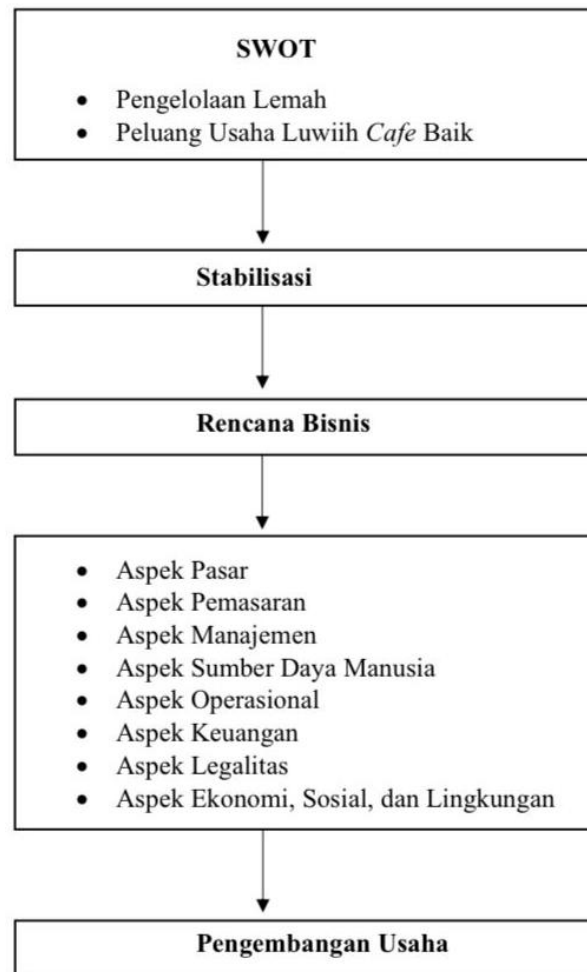 SWOT
• Pengelolaan Lemah
• Peluang Usaha Luwiih Cafe Baik
Stabilisasi
Rencana Bisnis
• Aspek Pasar
• Aspek Pemasaran
• Aspek Manajemen
• Aspek Sumber Daya Manusia
• Aspek Operasional
• Aspek Keuangan
• Aspek Legalitas
• Aspek Ekonomi, Sosial, dan Lingkungan
Pengembangan Usaha